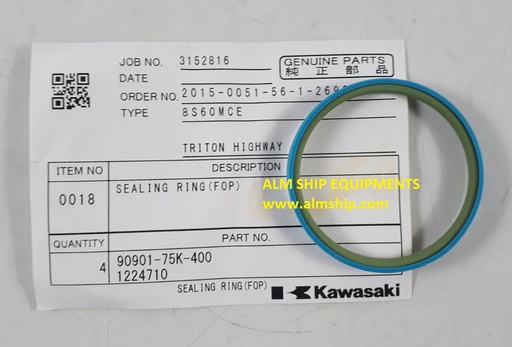 JOB NO. 3152816
GENUINE PARTS
純正部品
DATE
ORDER NO. 2015-0051-56-1-269
TYPE 8S60MCE
TRITON HIGHWAY
ITEM NO DESCRIPTION
0018 SEALING RING(FOP)
ALM SHIP EQUIPMENTS
www.almship.com
QUANTITY PART NO.
4 90901-75K-400
1224710
SEALING RING(FOP)
Kawasaki